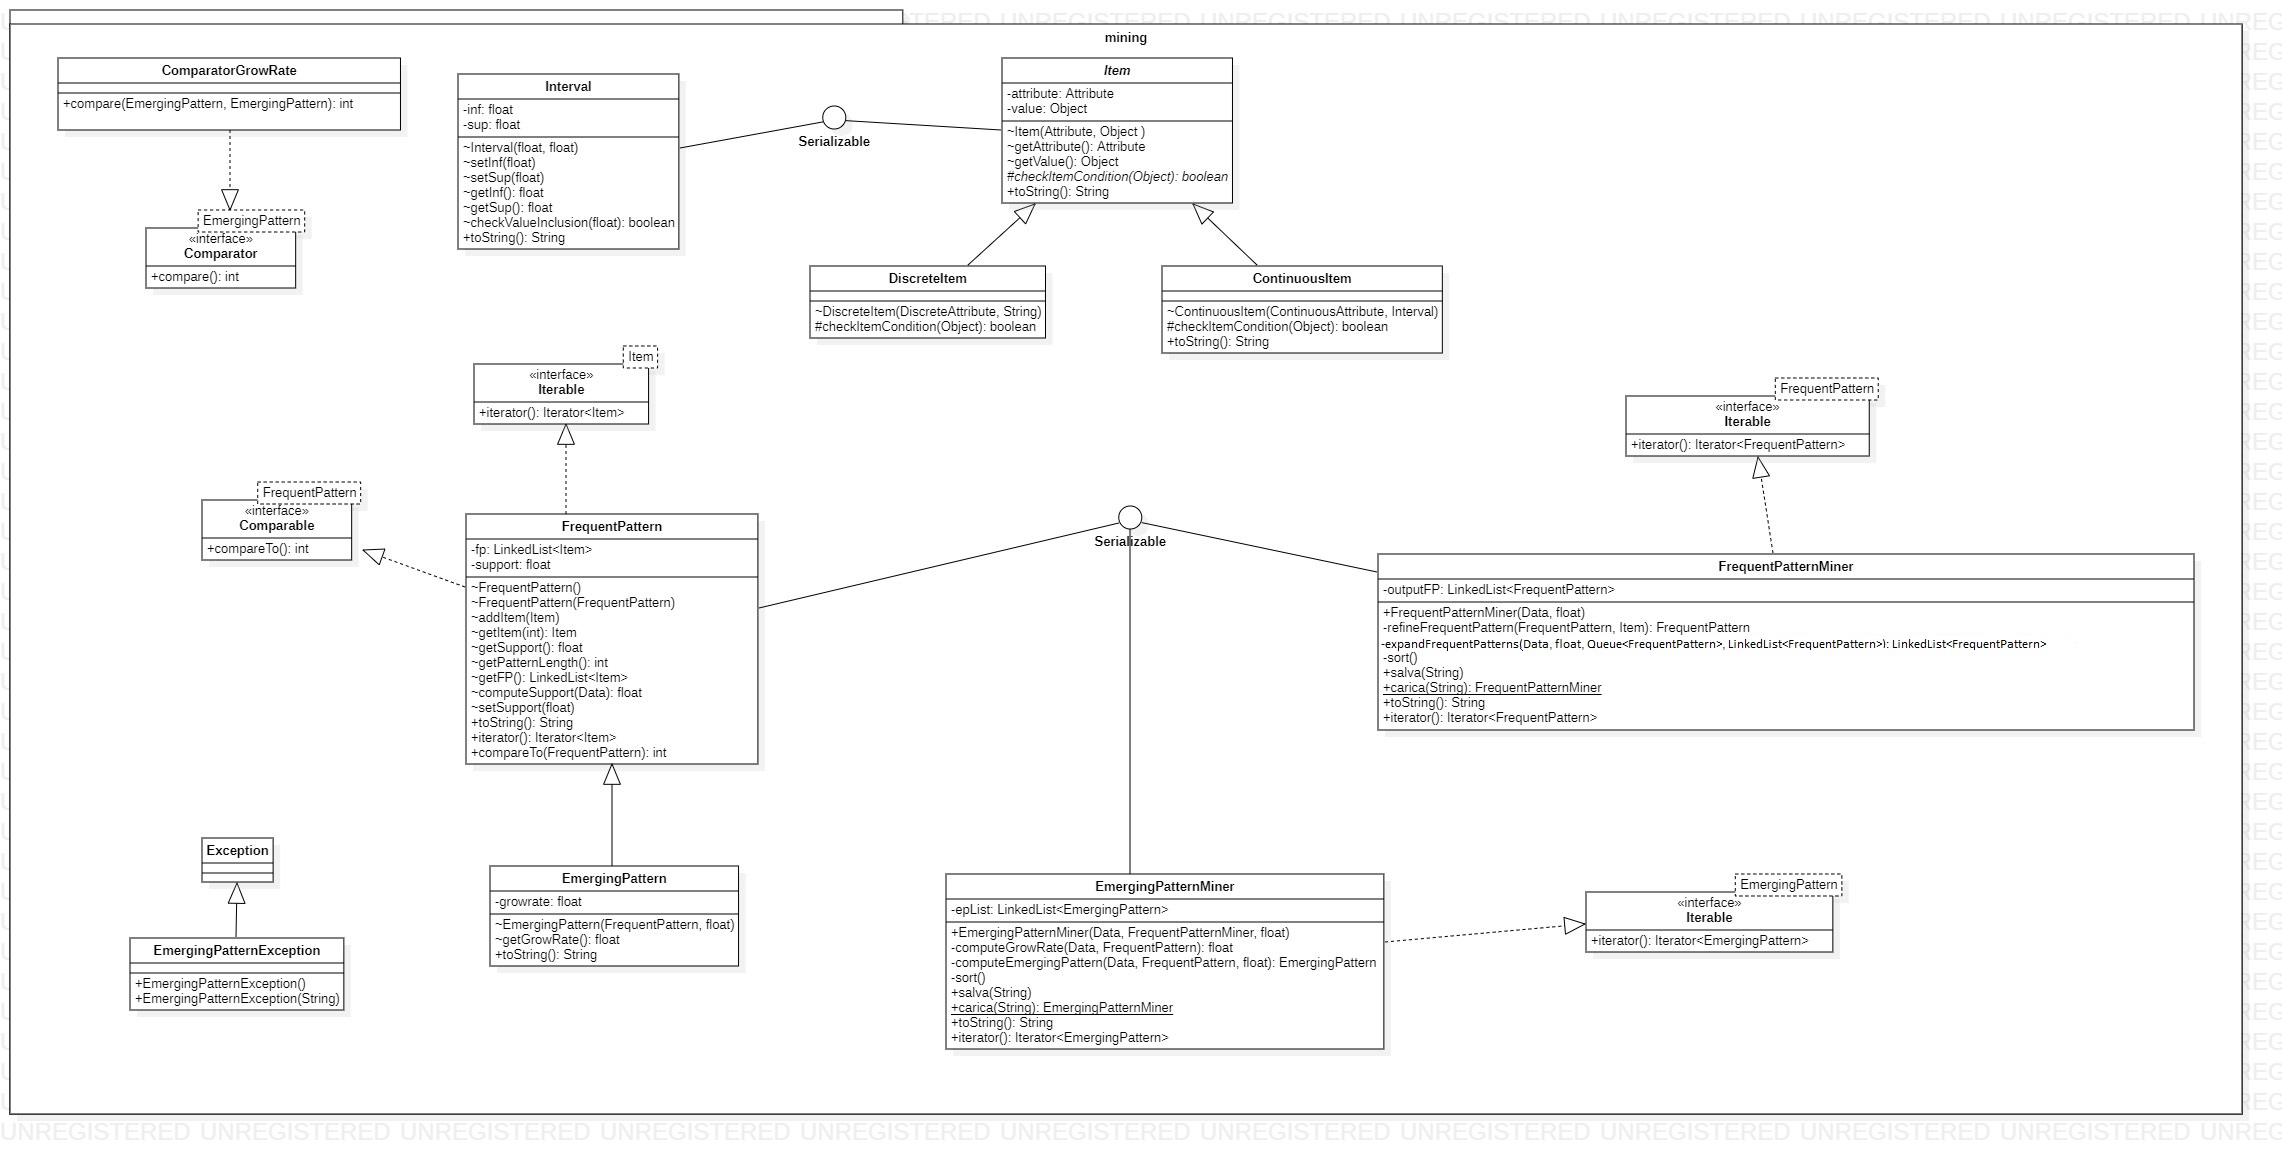 mining
ComparatorGrowRate
+compare(EmergingPattern, EmergingPattern): int
EmergingPattern
«interface»
Comparator
+compare(): int
Interval
-inf: float
-sup: float
~Interval(float, float)
~setInf(float)
~setSup(float)
~getInf(): float
~getSup(): float
~checkValueInclusion(float): boolean
+toString(): String
Serializable
Item
-attribute: Attribute
-value: Object
~Item(Attribute, Object )
~getAttribute(): Attribute
~getValue(): Object
#checkItemCondition(Object): boolean
+toString(): String
DiscreteItem
~DiscreteItem(DiscreteAttribute, String)
#checkItemCondition(Object): boolean
ContinuousItem
~ContinuousItem(ContinuousAttribute, Interval)
#checkItemCondition(Object): boolean
+toString(): String
Item
«interface»
Iterable
+iterator(): Iterator<Item>
FrequentPattern
«interface»
Iterable
+iterator(): Iterator<FrequentPattern>
FrequentPattern
«interface»
Comparable
+compareTo(): int
FrequentPattern
-fp: LinkedList<Item>
-support: float
~FrequentPattern()
~FrequentPattern(FrequentPattern)
~addItem(Item)
~getItem(int): Item
~getSupport(): float
~getPatternLength(): int
~getFP(): LinkedList<Item>
~computeSupport(Data): float
~setSupport(float)
+toString(): String
+iterator(): Iterator<Item>
+compareTo(FrequentPattern): int
Serializable
FrequentPatternMiner
-outputFP: LinkedList<FrequentPattern>
+FrequentPatternMiner(Data, float)
-refineFrequentPattern(FrequentPattern, Item): FrequentPattern
-expandFrequentPatterns(Data, float, Queue<FrequentPattern>, LinkedList<FrequentPattern>): LinkedList<FrequentPattern>
-sort()
+salva(String)
+carica(String): FrequentPatternMiner
+toString(): String
+iterator(): Iterator<FrequentPattern>
Exception
EmergingPatternException
+EmergingPatternException()
+EmergingPatternException(String)
EmergingPattern
-growrate: float
~EmergingPattern(FrequentPattern, float)
~getGrowRate(): float
+toString(): String
EmergingPatternMiner
-epList: LinkedList<EmergingPattern>
+EmergingPatternMiner(Data, FrequentPatternMiner, float)
-computeGrowRate(Data, FrequentPattern): float
-computeEmergingPattern(Data, FrequentPattern, float): EmergingPattern
-sort()
+salva(String)
+carica(String): EmergingPatternMiner
+toString(): String
+iterator(): Iterator<EmergingPattern>
EmergingPattern
«interface»
Iterable
+iterator(): Iterator<EmergingPattern>
UNREGISTERED UNREGISTERED UNREGISTERED UNREGISTERED UNREGISTERED UNREGISTERED UNREGISTERED UNREGISTERED UNREGISTERED UNREGISTERED UNREGISTERED UNREG